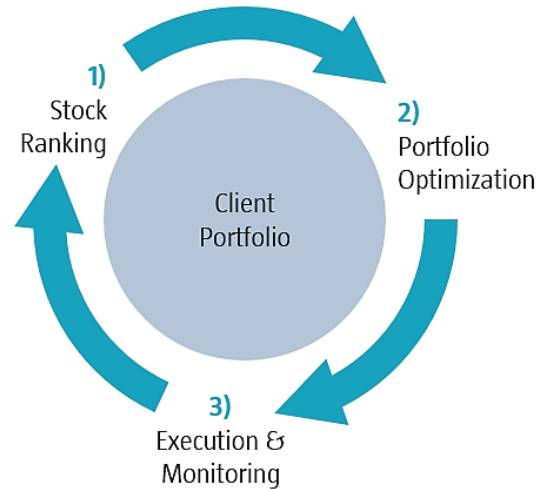 1)
Stock
Ranking
2)
Portfolio
Optimization
Client
Portfolio
3)
Execution &
Monitoring